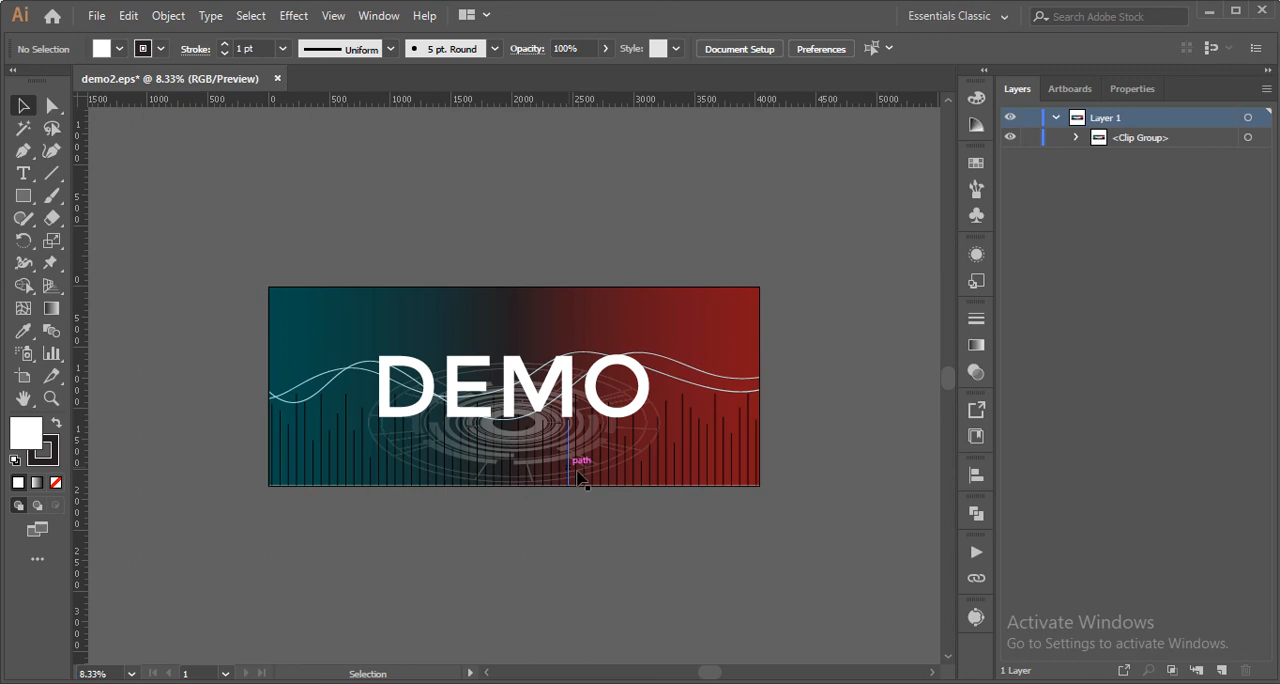 Ai File Edit Object Type Select Effect View Window Help Essentials Classic Search Adobe Stock
No Selection Stroke: 1 pt Uniform 5 pt. Round Opacity: 100% Style: Document Setup Preferences
demo2.eps* @ 8.33% (RGB/Preview)
Layers Artboards Properties
1500 1000 500 0 500 1000 1500 2000 2500 3000 3500 4000 4500 5000
Layer 1
<Clip Group>
DEMO
path
Activate Windows
Go to Settings to activate Windows.
8.33% 1 Selection 1 Layer